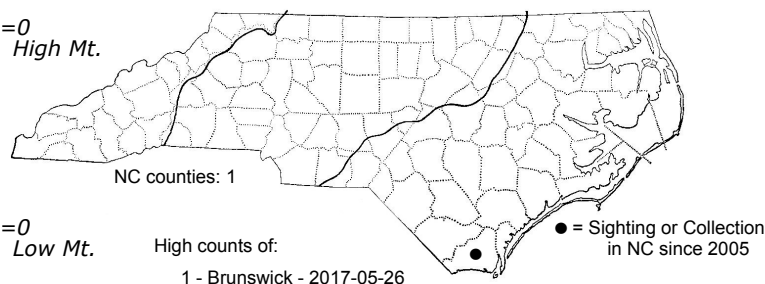 =0
High Mt.
NC counties: 1
=0
Low Mt.
High counts of:
1 - Brunswick - 2017-05-26
● = Sighting or Collection
in NC since 2005